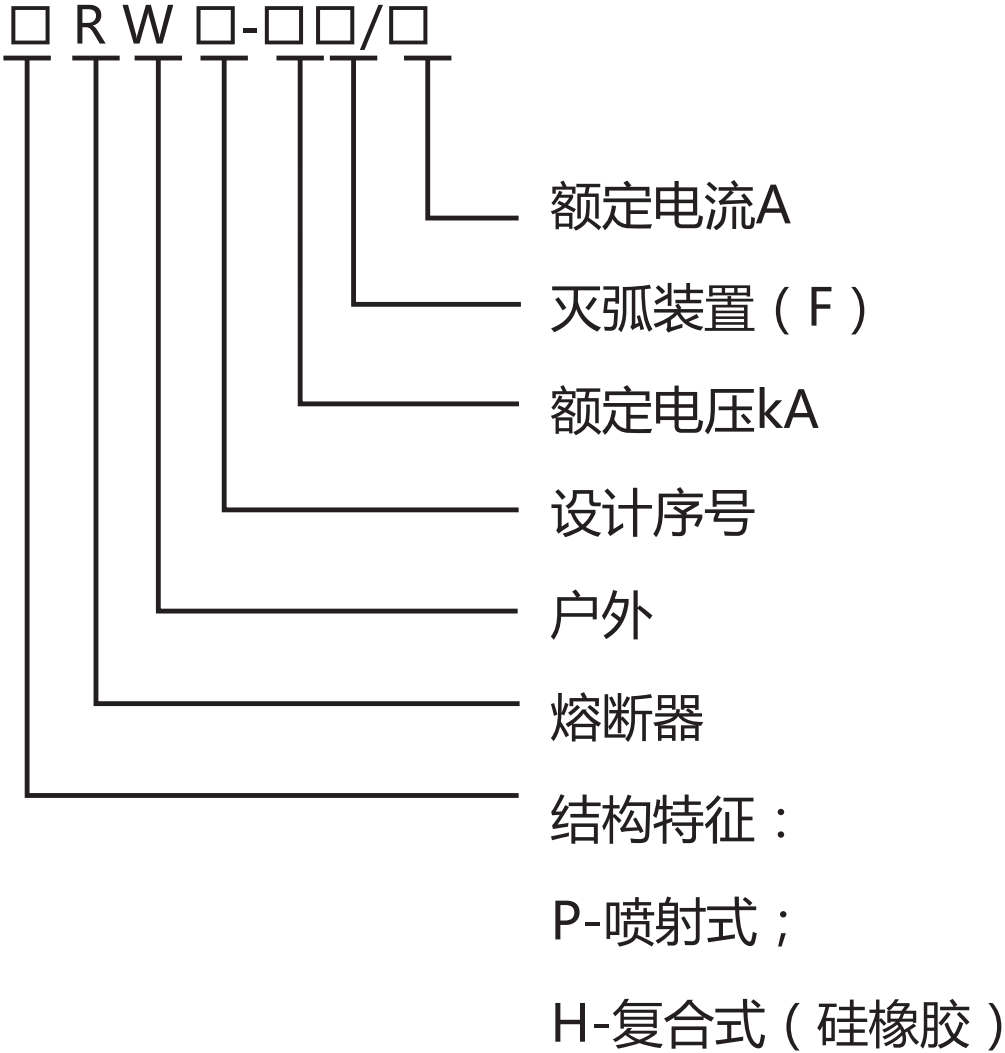 □RW□-□□/□
额定电流A
灭弧装置（F）
额定电压kA
设计序号
户外
熔断器
结构特征：
P-喷射式；
H-复合式（硅橡胶）